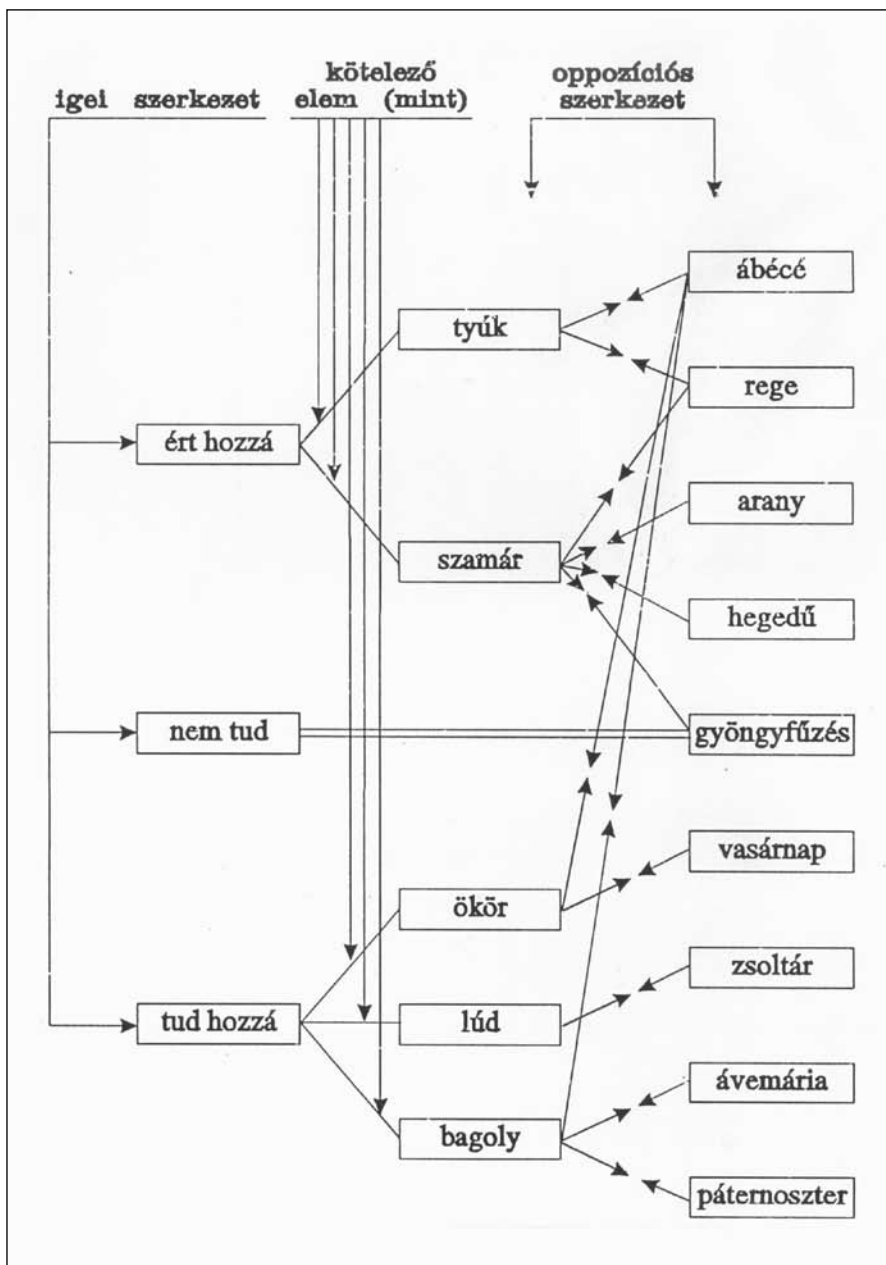 kötelező
oppozíciós
igei szerkezet
elem (mint)
szerkezet
ábécé
tyúk
rege
ért hozzá
arany
szamár
hegedű
nem tud
gyöngyfűzés
vasárnap
ökör
zsoltár
tud hozzá
lúd
ávemária
bagoly
páternoszter